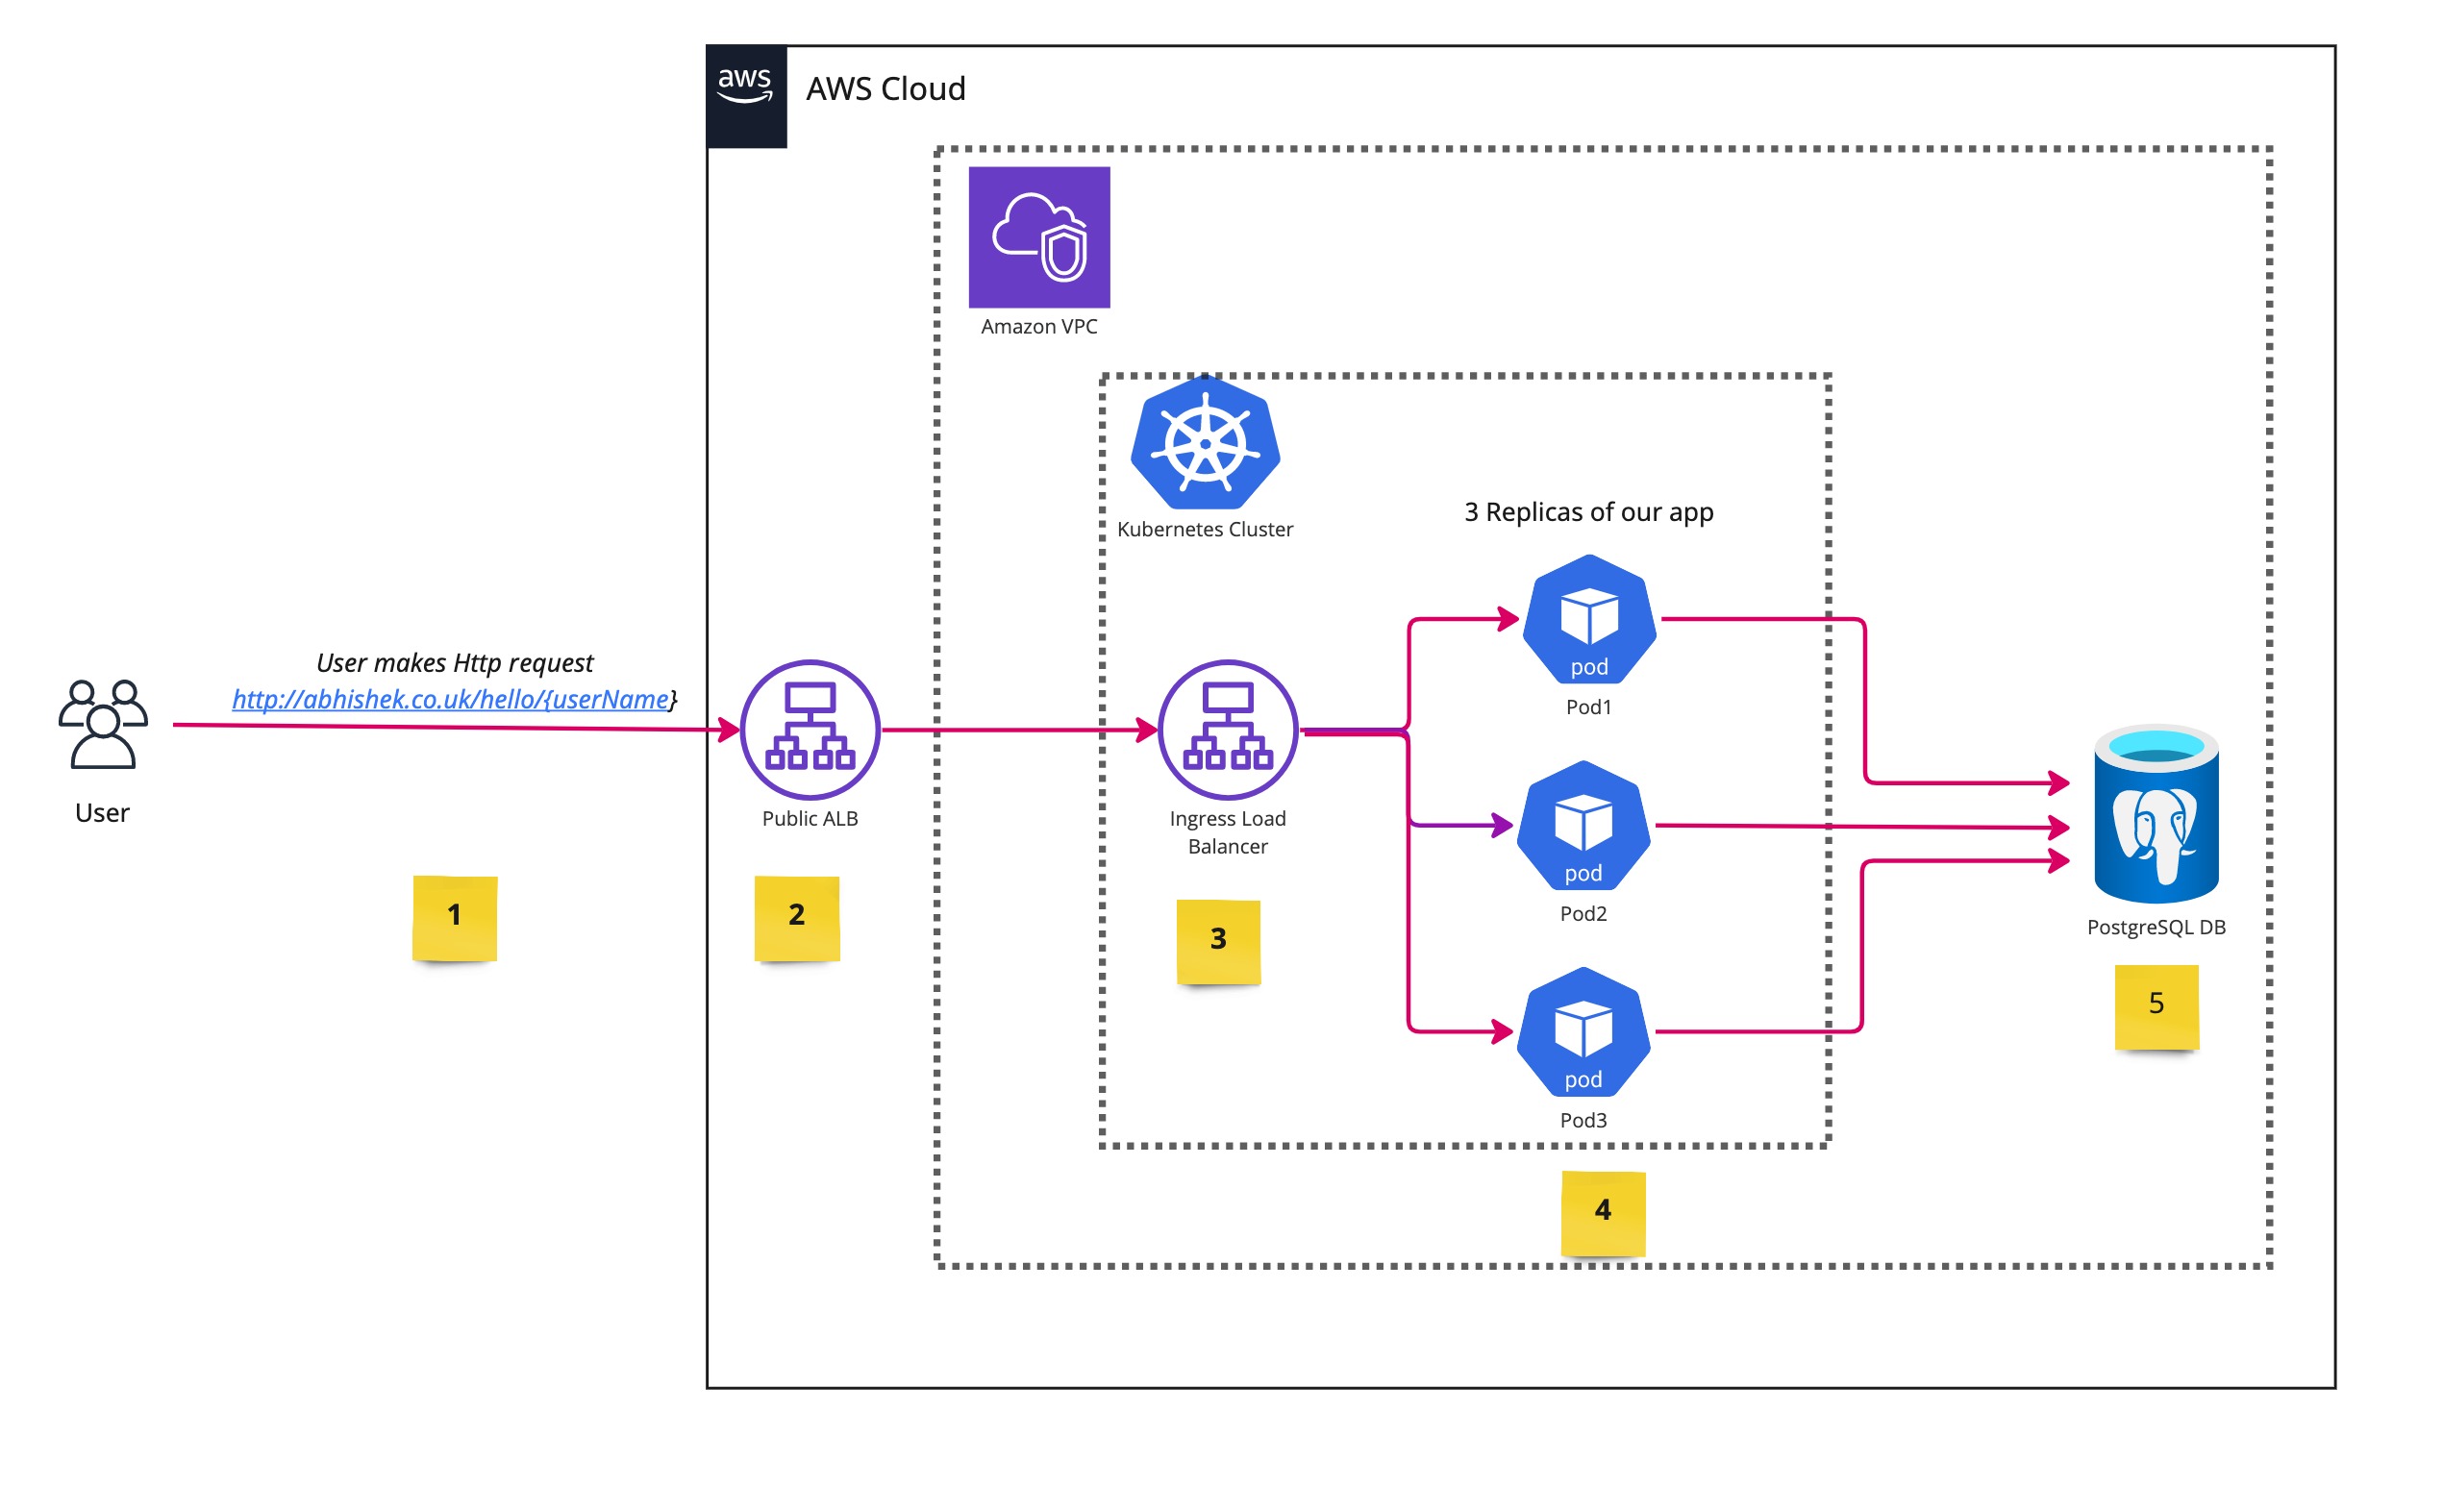 aws
AWS Cloud
Amazon VPC
Kubernetes Cluster
3 Replicas of our app
pod
Pod1
User makes Http request
http://abhishek.co.uk/hello/{userName}
User
Public ALB
Ingress Load
Balancer
pod
Pod2
PostgreSQL DB
1
2
3
5
pod
Pod3
4